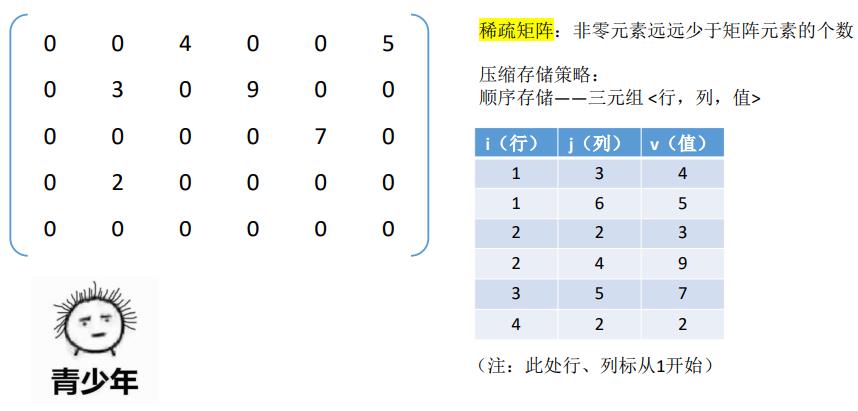 0 0 4 0 0 5
0 3 0 9 0 0
0 0 0 0 7 0
0 2 0 0 0 0
0 0 0 0 0 0
青少年
稀疏矩阵：非零元素远远少于矩阵元素的个数
压缩存储策略：
顺序存储——三元组 <行，列，值>
i（行） j（列） v（值）
1 3 4
1 6 5
2 2 3
2 4 9
3 5 7
4 2 2
（注：此处行、列标从1开始）